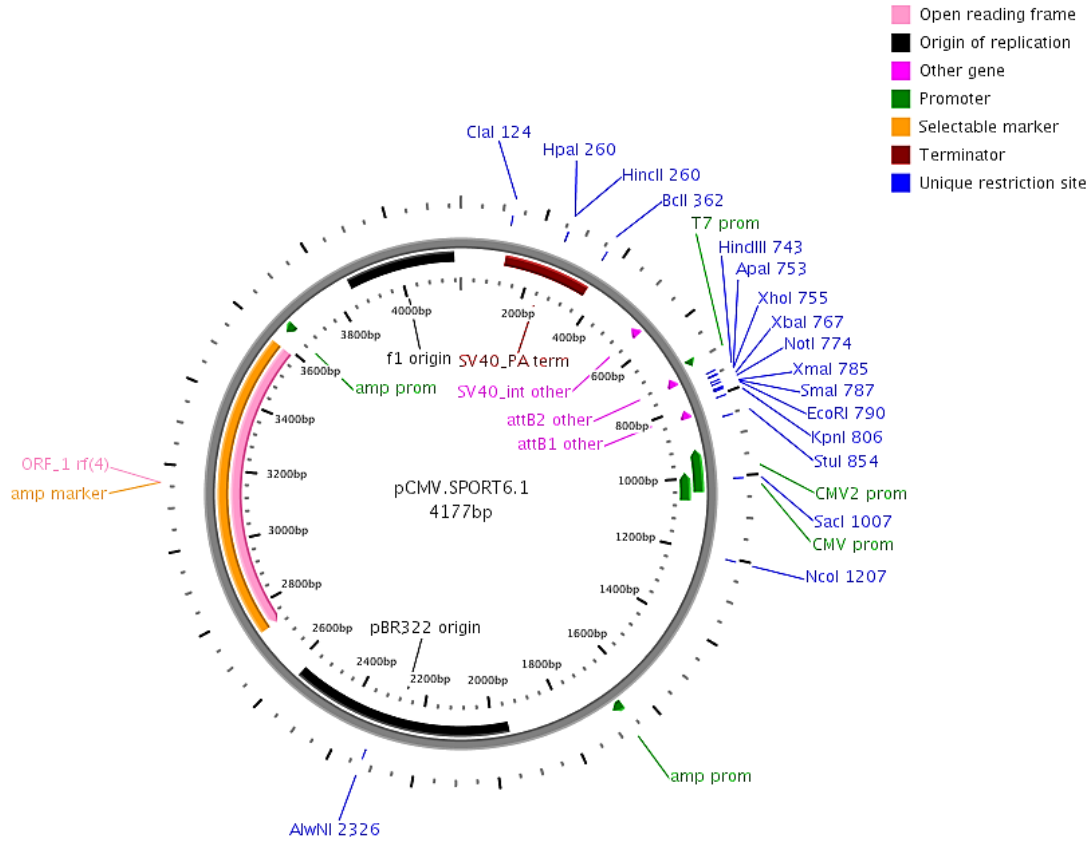 Open reading frame
Origin of replication
Other gene
Promoter
Selectable marker
Terminator
Unique restriction site
ClaI 124
HpaI 260
HincII 260
BclI 362
T7 prom
HindIII 743
ApaI 753
XhoI 755
XbaI 767
NotI 774
XmaI 785
SmaI 787
EcoRI 790
KpnI 806
StuI 854
CMV2 prom
SacI 1007
CMV prom
NcoI 1207
4000bp
200bp
3800bp
400bp
f1 origin
SV40_PA term
3600bp
600bp
amp prom
SV40_int other
3400bp
attB2 other
800bp
attB1 other
ORF_1 rf(4)
3200bp
amp marker
pCMV.SPORT6.1
4177bp
1000bp
3000bp
1200bp
2800bp
1400bp
pBR322 origin
2600bp
1600bp
2400bp
1800bp
2200bp
2000bp
amp prom
AlwNI 2326